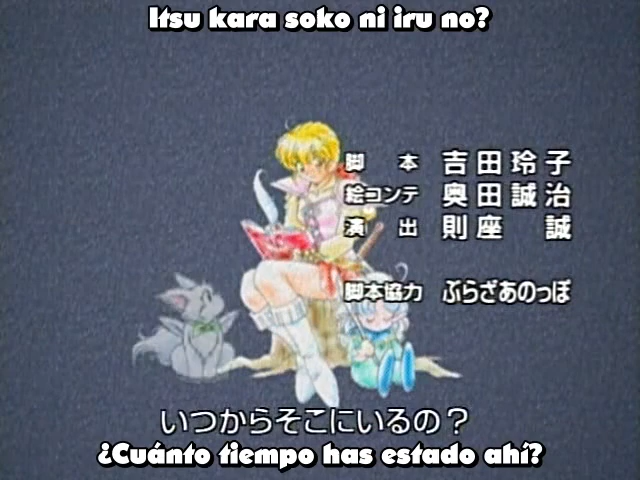 Itsu kara soko ni iru no?
脚 本 吉田玲子
絵コンテ 奥田誠治
演 出 則座 誠
脚本協力 ぶらざあのっぽ
いつからそこにいるの？
¿Cuánto tiempo has estado ahí?